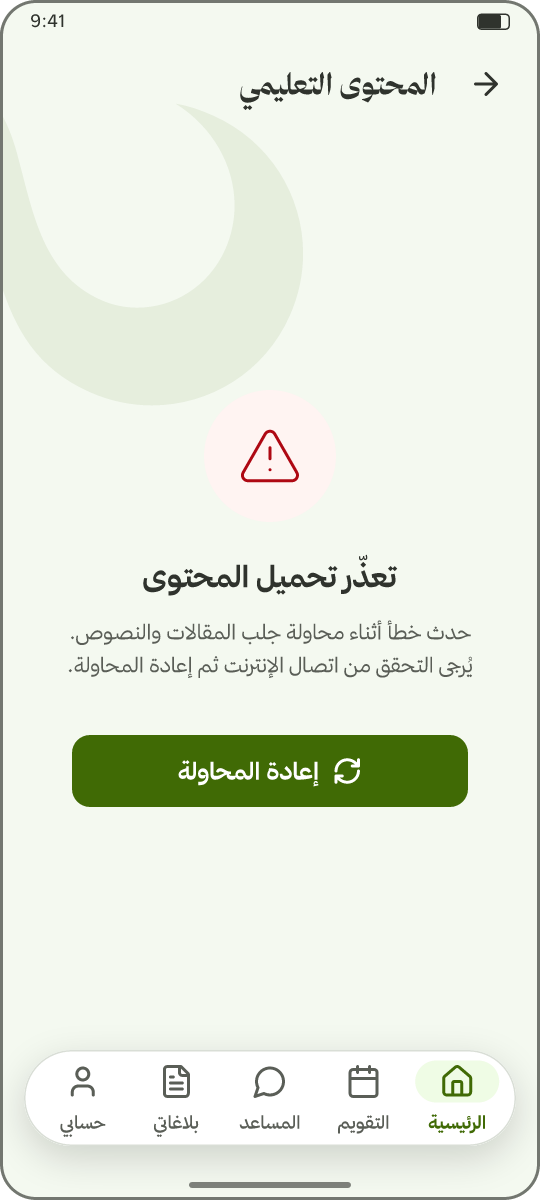 9:41
المحتوى التعليمي
تعذّر تحميل المحتوى
حدث خطأ أثناء محاولة جلب المقالات والنصوص.
يُرجى التحقق من اتصال الإنترنت ثم إعادة المحاولة.
إعادة المحاولة
الرئيسية
التقويم
المساعد
بلاغاتي
حسابي